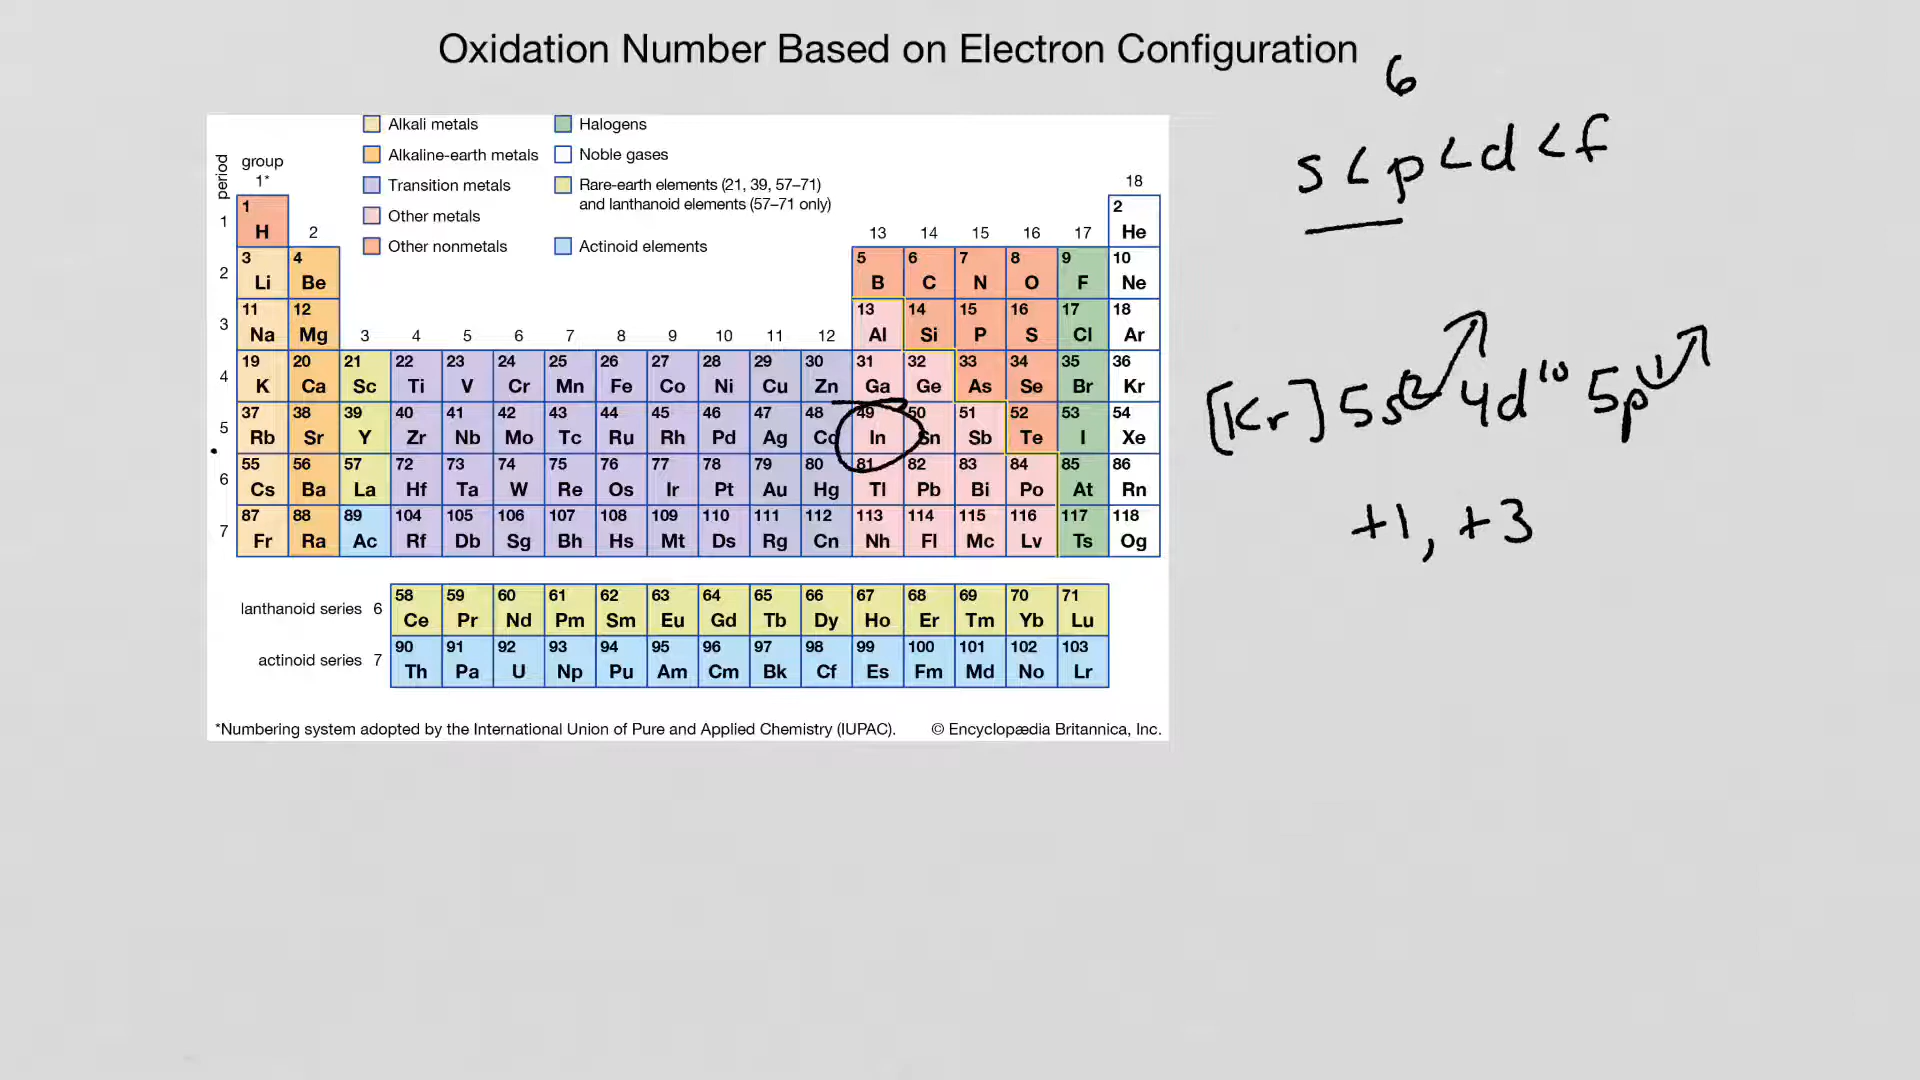 Oxidation Number Based on Electron Configuration
6
s < p < d < f
Alkali metals
Alkaline-earth metals
Transition metals
Other metals
Other nonmetals
Halogens
Noble gases
Rare-earth elements (21, 39, 57–71)
and lanthanoid elements (57–71 only)
Actinoid elements
period
group
1* 2 3 4 5 6 7 8 9 10 11 12 13 14 15 16 17 18
1 1 H 2 He
2 3 Li 4 Be 5 B 6 C 7 N 8 O 9 F 10 Ne
3 11 Na 12 Mg 13 Al 14 Si 15 P 16 S 17 Cl 18 Ar
4 19 K 20 Ca 21 Sc 22 Ti 23 V 24 Cr 25 Mn 26 Fe 27 Co 28 Ni 29 Cu 30 Zn 31 Ga 32 Ge 33 As 34 Se 35 Br 36 Kr
5 37 Rb 38 Sr 39 Y 40 Zr 41 Nb 42 Mo 43 Tc 44 Ru 45 Rh 46 Pd 47 Ag 48 Cd 49 In 50 Sn 51 Sb 52 Te 53 I 54 Xe
6 55 Cs 56 Ba 57 La 72 Hf 73 Ta 74 W 75 Re 76 Os 77 Ir 78 Pt 79 Au 80 Hg 81 Tl 82 Pb 83 Bi 84 Po 85 At 86 Rn
7 87 Fr 88 Ra 89 Ac 104 Rf 105 Db 106 Sg 107 Bh 108 Hs 109 Mt 110 Ds 111 Rg 112 Cn 113 Nh 114 Fl 115 Mc 116 Lv 117 Ts 118 Og
lanthanoid series 6 58 Ce 59 Pr 60 Nd 61 Pm 62 Sm 63 Eu 64 Gd 65 Tb 66 Dy 67 Ho 68 Er 69 Tm 70 Yb 71 Lu
actinoid series 7 90 Th 91 Pa 92 U 93 Np 94 Pu 95 Am 96 Cm 97 Bk 98 Cf 99 Es 100 Fm 101 Md 102 No 103 Lr
*Numbering system adopted by the International Union of Pure and Applied Chemistry (IUPAC). © Encyclopædia Britannica, Inc.
[Kr] 5s² 4d¹⁰ 5p¹
+1, +3